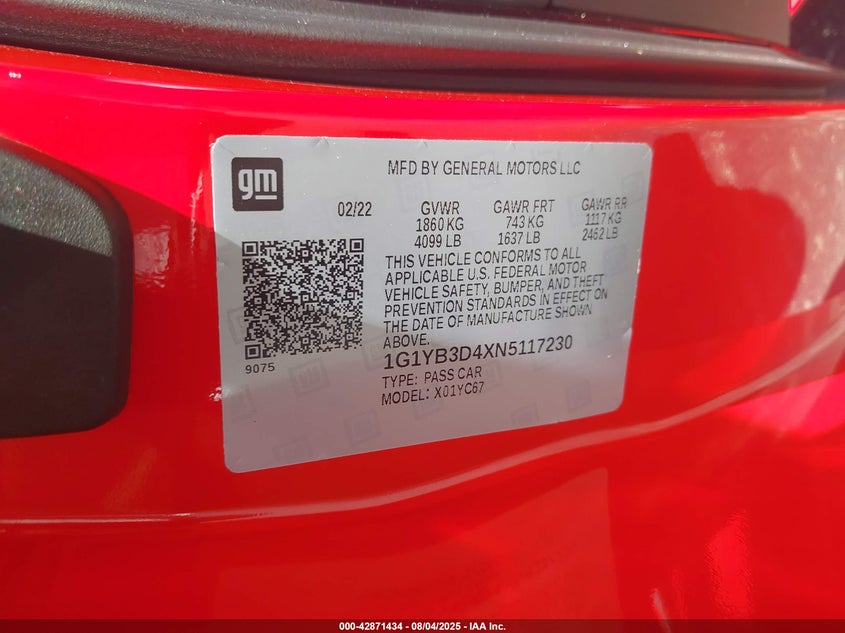 gm
MFD BY GENERAL MOTORS LLC
02/22 GVWR GAWR FRT GAWR RR
1860 KG 743 KG 1117 KG
4099 LB 1637 LB 2462 LB
THIS VEHICLE CONFORMS TO ALL
APPLICABLE U.S. FEDERAL MOTOR
VEHICLE SAFETY, BUMPER, AND THEFT
PREVENTION STANDARDS IN EFFECT ON
THE DATE OF MANUFACTURE SHOWN
ABOVE.
9075
1G1YB3D4XN5117230
TYPE: PASS CAR
MODEL: X01YC67
000-42871434 - 08/04/2025 - IAA Inc.